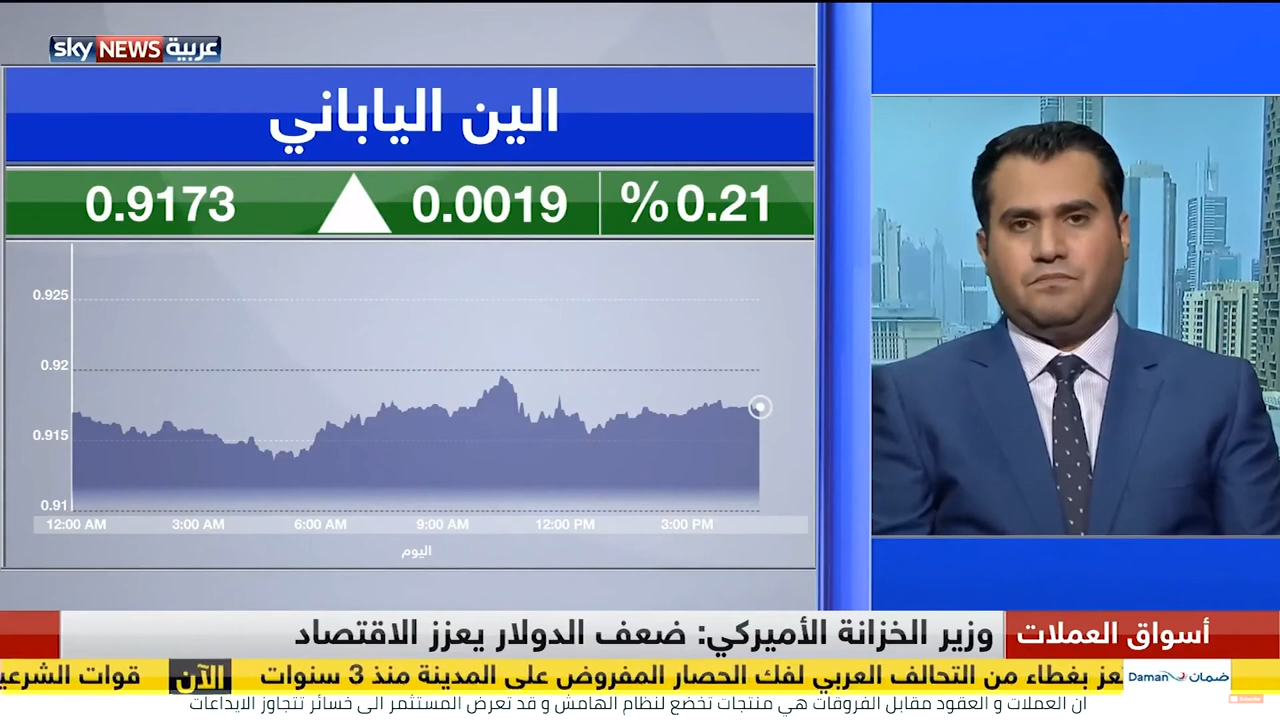 sky NEWS عربية
الين الياباني
0.9173 ▲ 0.0019 % 0.21
0.925
0.92
0.915
0.91
12:00 AM 3:00 AM 6:00 AM 9:00 AM 12:00 PM 3:00 PM
اليوم
أسواق العملات وزير الخزانة الأميركي: ضعف الدولار يعزز الاقتصاد
عز بغطاء من التحالف العربي لفك الحصار المفروض على المدينة منذ 3 سنوات الآن قوات الشرعي
Daman ضمان
ان العملات و العقود مقابل الفروقات هي منتجات تخضع لنظام الهامش و قد تعرض المستثمر الى خسائر تتجاوز الايداعات